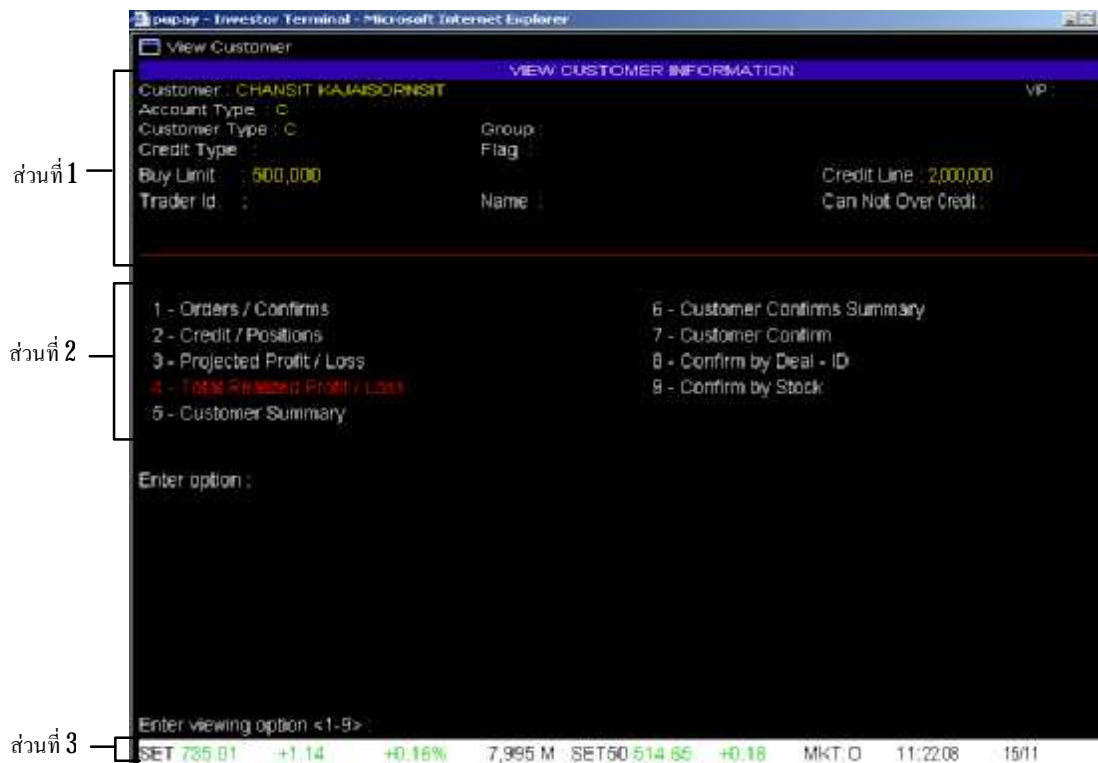 pupay - Investor Terminal - Microsoft Internet Explorer
View Customer
VIEW CUSTOMER INFORMATION
Customer : CHANSIT KAJAISORNSIT VIP :
Account Type : C
Customer Type : C Group :
Credit Type : Flag :
ส่วนที่ 1
Buy Limit : 500,000 Credit Line : 2,000,000
Trader Id. : Name : Can Not Over Credit :
1 - Orders / Confirms 6 - Customer Confirms Summary
2 - Credit / Positions 7 - Customer Confirm
ส่วนที่ 2
3 - Projected Profit / Loss 8 - Confirm by Deal - ID
4 - Total Realized Profit / Loss 9 - Confirm by Stock
5 - Customer Summary
Enter option :
Enter viewing option <1-9> :
ส่วนที่ 3
SET 735.01 +1.14 +0.16% 7,995 M SET50 514.65 +0.18 MKT: O 11:22:08 15/11